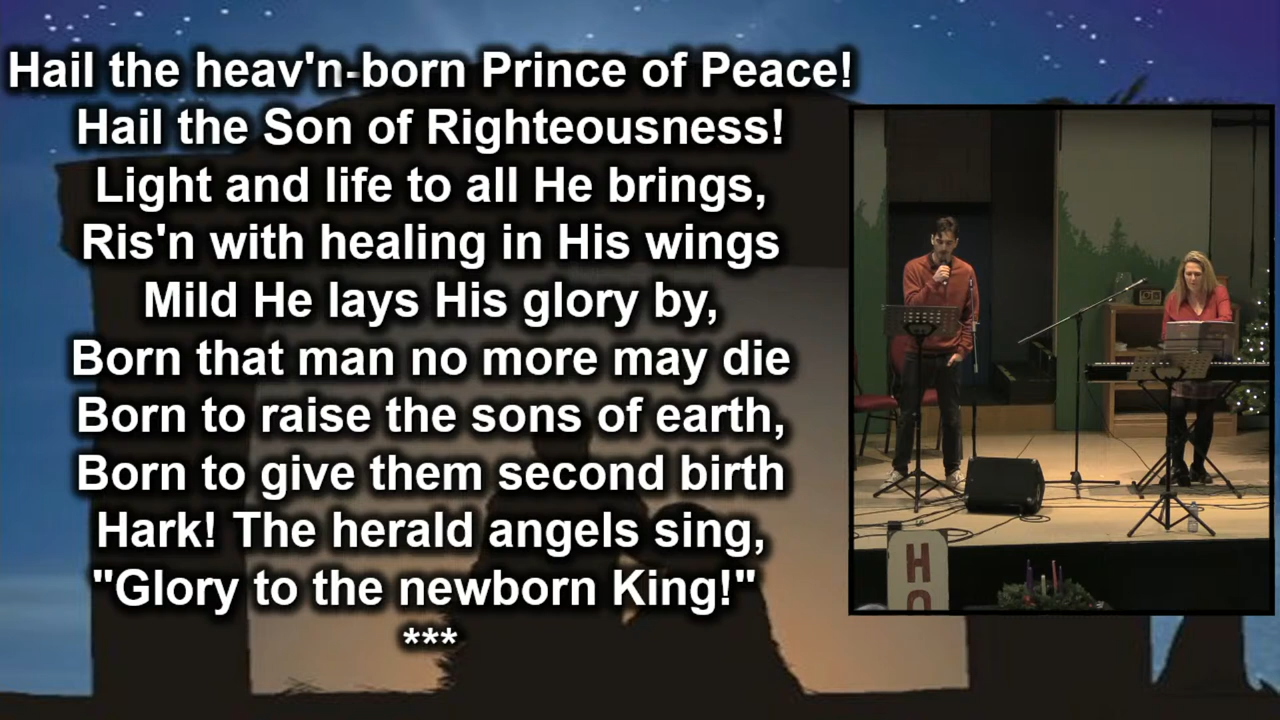 Hail the heav'n-born Prince of Peace!
Hail the Son of Righteousness!
Light and life to all He brings,
Ris'n with healing in His wings
Mild He lays His glory by,
Born that man no more may die
Born to raise the sons of earth,
Born to give them second birth
Hark! The herald angels sing,
"Glory to the newborn King!"
***
H
O